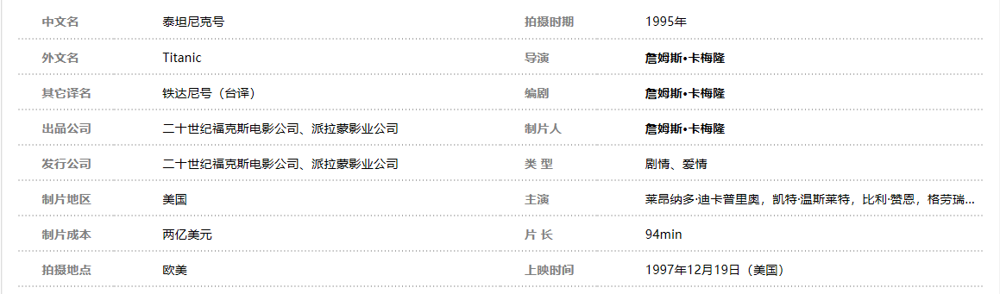 中文名 泰坦尼克号 拍摄时期 1995年
外文名 Titanic 导演 詹姆斯·卡梅隆
其它译名 铁达尼号（台译） 编剧 詹姆斯·卡梅隆
出品公司 二十世纪福克斯电影公司、派拉蒙影业公司 制片人 詹姆斯·卡梅隆
发行公司 二十世纪福克斯电影公司、派拉蒙影业公司 类 型 剧情、爱情
制片地区 美国 主演 莱昂纳多·迪卡普里奥，凯特·温斯莱特，比利·赞恩，格劳瑞...
制片成本 两亿美元 片 长 94min
拍摄地点 欧美 上映时间 1997年12月19日（美国）